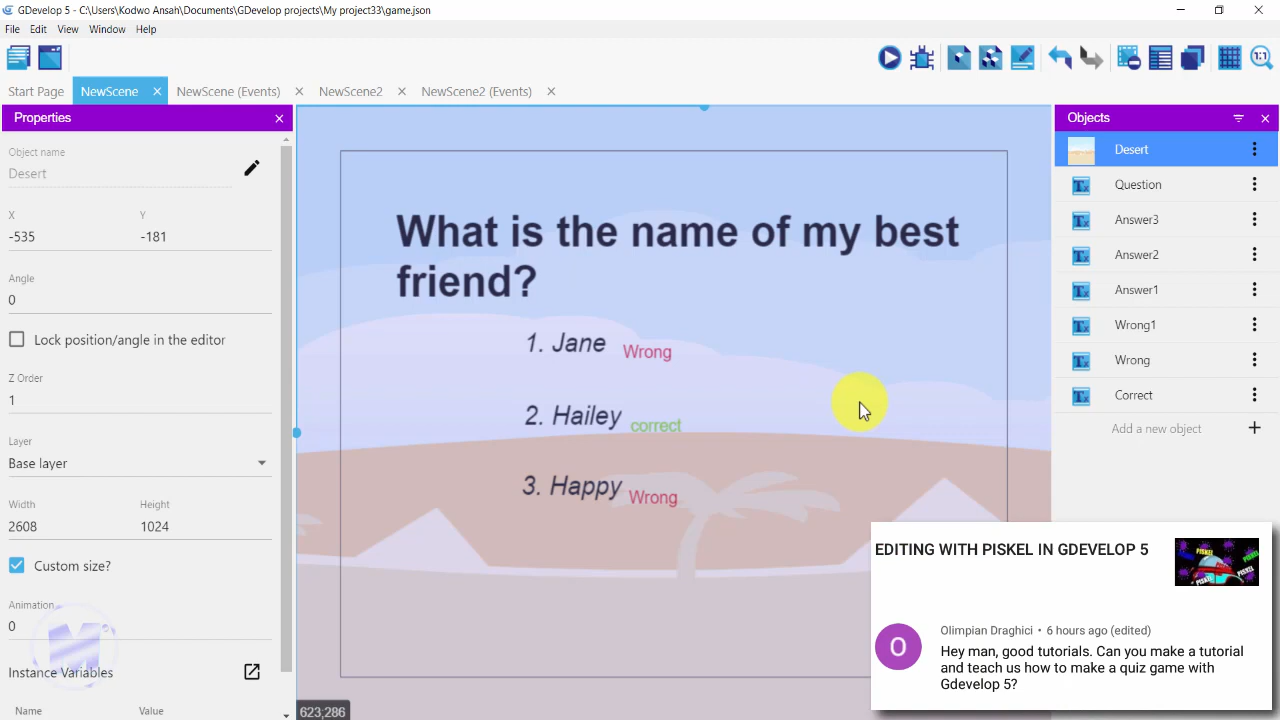 GDevelop 5 - C:\Users\Kodwo Ansah\Documents\GDevelop projects\My project33\game.json
File Edit View Window Help
Start Page NewScene NewScene (Events) NewScene2 NewScene2 (Events)
Properties
Object name
Desert
X Y
-535 -181
Angle
0
Lock position/angle in the editor
Z Order
1
Layer
Base layer
Width Height
2608 1024
Custom size?
Animation
0
Instance Variables
Name Value
What is the name of my best
friend?
1. Jane Wrong
2. Hailey correct
3. Happy Wrong
623;286
Objects
Desert
Question
Answer3
Answer2
Answer1
Wrong1
Wrong
Correct
Add a new object
EDITING WITH PISKEL IN GDEVELOP 5
Olimpian Draghici • 6 hours ago (edited)
O
Hey man, good tutorials. Can you make a tutorial
and teach us how to make a quiz game with
Gdevelop 5?